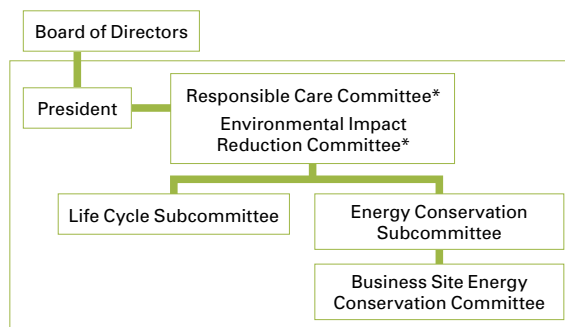 Board of Directors
President
Responsible Care Committee*
Environmental Impact
Reduction Committee*
Life Cycle Subcommittee
Energy Conservation
Subcommittee
Business Site Energy
Conservation Committee